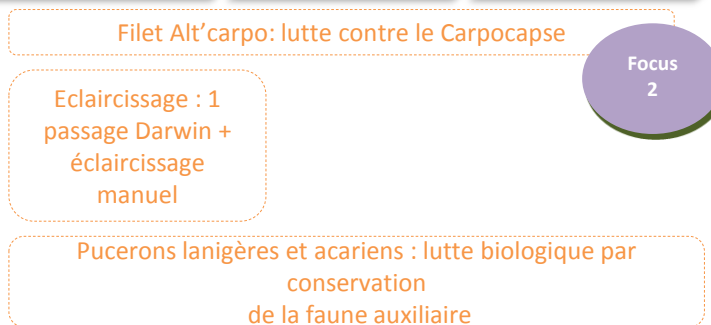 Filet Alt’carpo: lutte contre le Carpocapse
Focus
2
Eclaircissage : 1
passage Darwin +
éclaircissage
manuel
Pucerons lanigères et acariens : lutte biologique par
conservation
de la faune auxiliaire